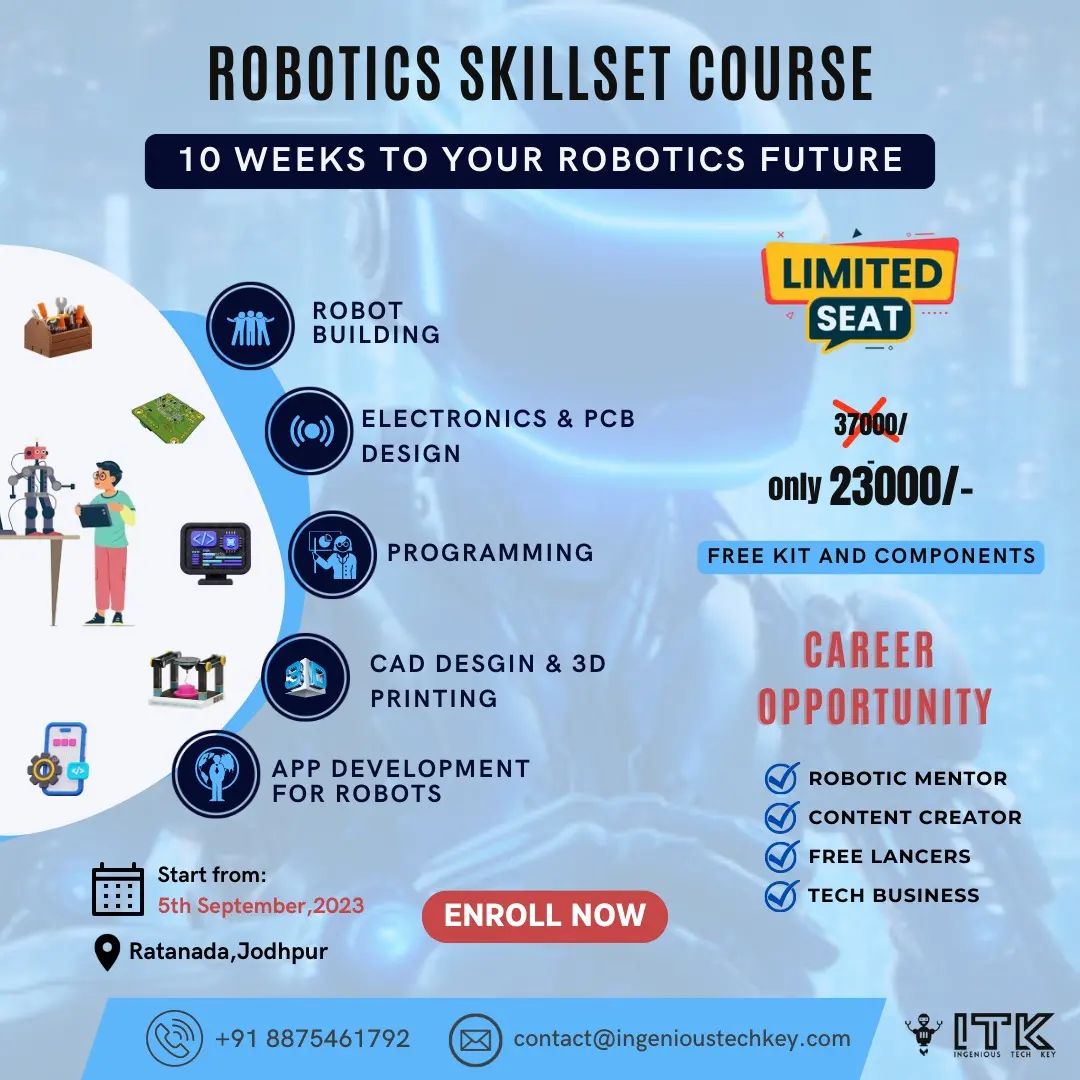 ROBOTICS SKILLSET COURSE
10 WEEKS TO YOUR ROBOTICS FUTURE
LIMITED
SEAT
ROBOT
BUILDING
ELECTRONICS & PCB
DESIGN
PROGRAMMING
3D
CAD DESGIN & 3D
PRINTING
APP DEVELOPMENT
FOR ROBOTS
37000/
-
only 23000/-
FREE KIT AND COMPONENTS
CAREER
OPPORTUNITY
ROBOTIC MENTOR
CONTENT CREATOR
FREE LANCERS
TECH BUSINESS
Start from:
5th September,2023
Ratanada,Jodhpur
ENROLL NOW
+91 8875461792
contact@ingenioustechkey.com
ITK
INGENIOUS TECH KEY